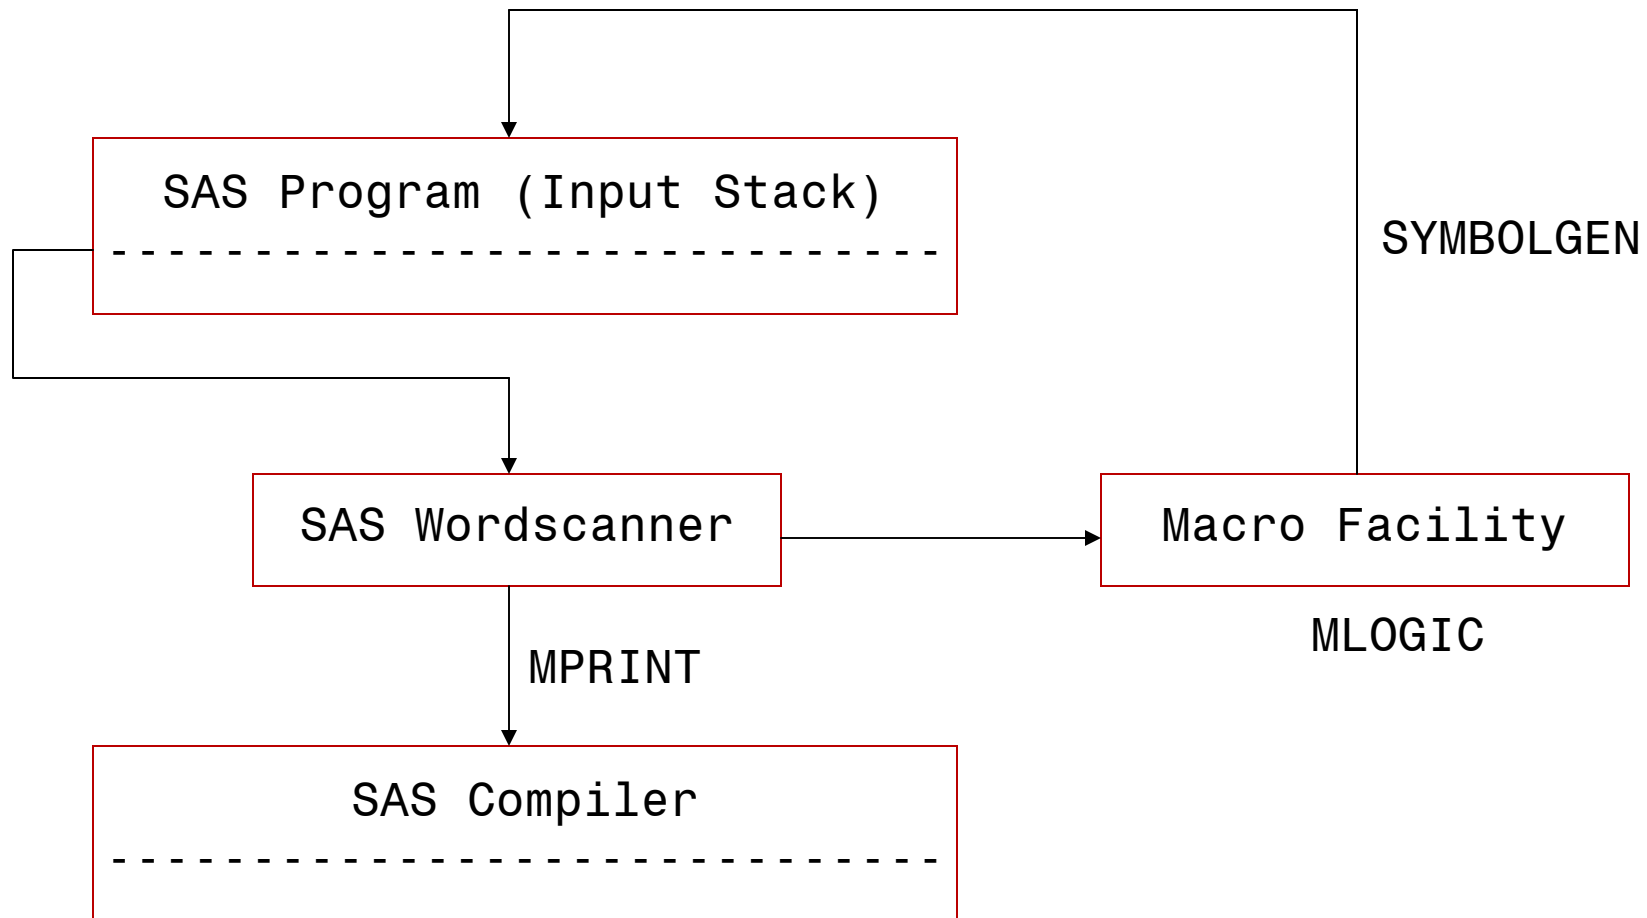 SAS Program (Input Stack)
-----------------------------
SYMBOLGEN
SAS Wordscanner
Macro Facility
MLOGIC
MPRINT
SAS Compiler
-----------------------------